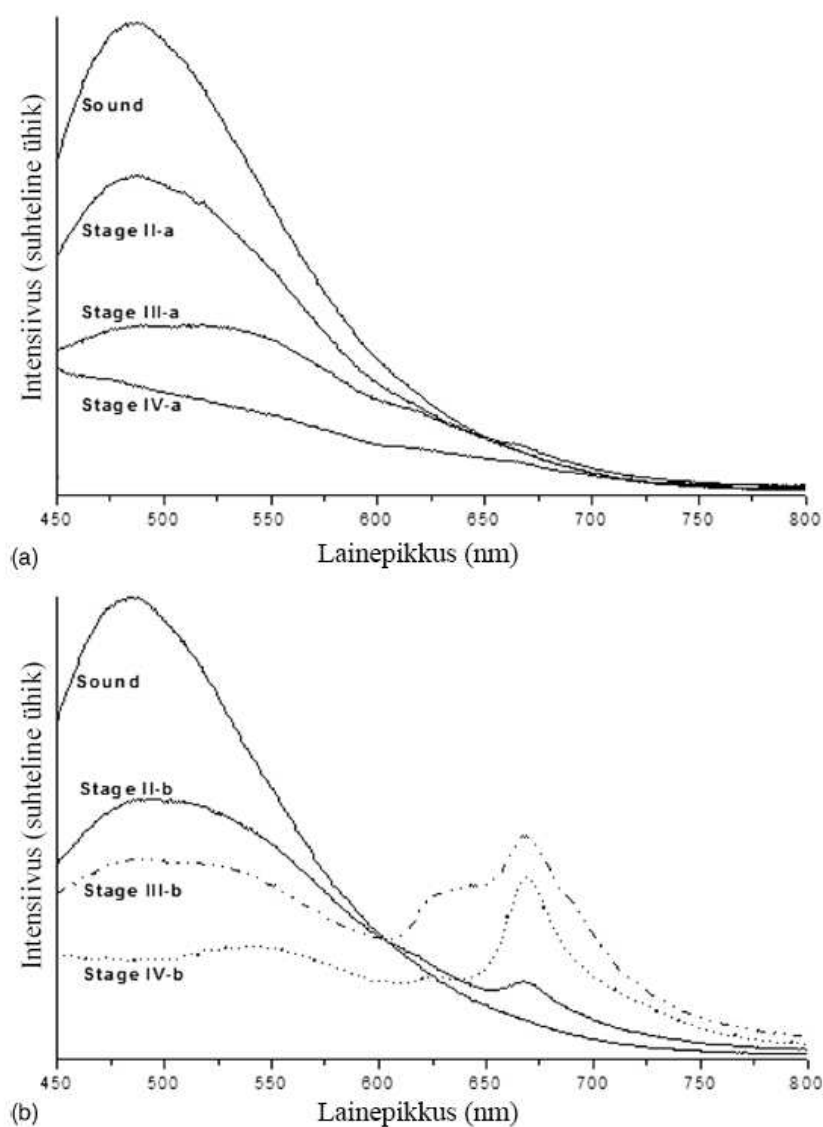 Intensiivus (suhteline ühik)
Sound
Stage II-a
Stage III-a
Stage IV-a
450 500 550 600 650 700 750 800
(a) Lainepikkus (nm)
Intensiivus (suhteline ühik)
Sound
Stage II-b
Stage III-b
Stage IV-b
450 500 550 600 650 700 750 800
(b) Lainepikkus (nm)